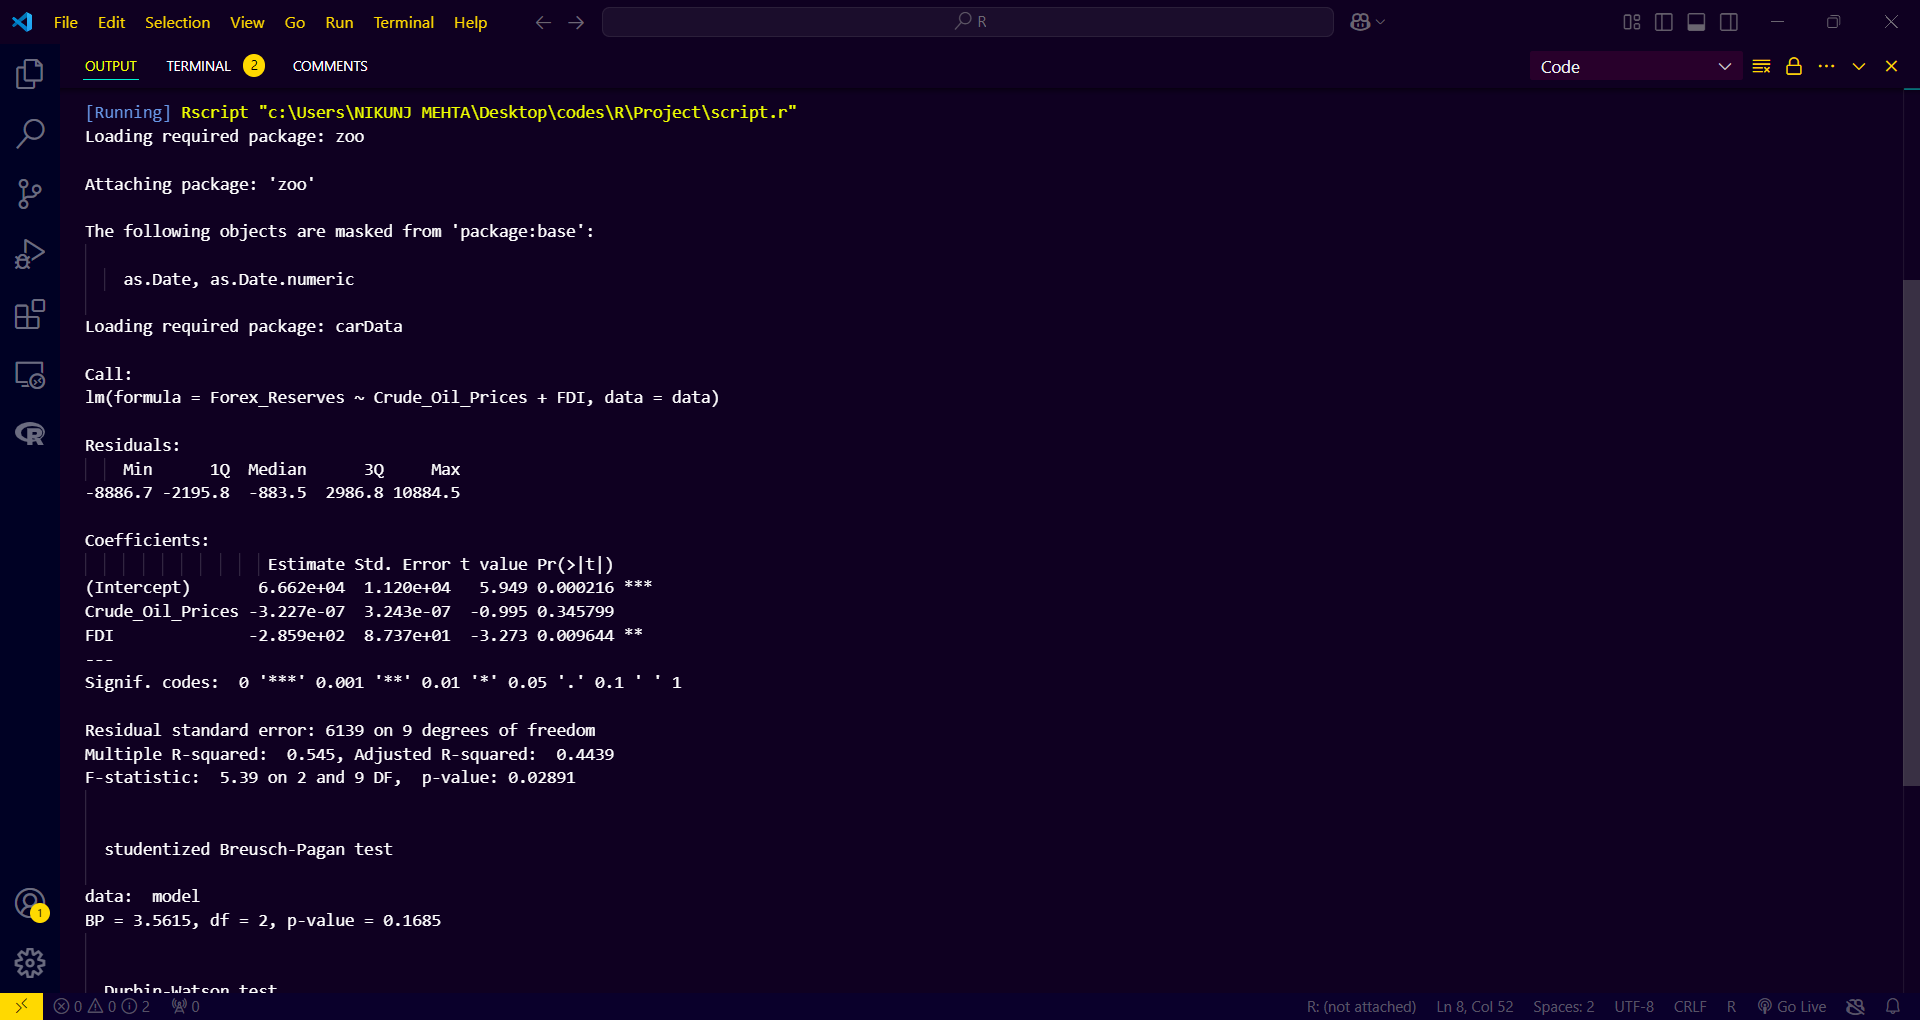 File Edit Selection View Go Run Terminal Help
R
OUTPUT TERMINAL 2 COMMENTS
Code
[Running] Rscript "c:\Users\NIKUNJ MEHTA\Desktop\codes\R\Project\script.r"
Loading required package: zoo
Attaching package: 'zoo'
The following objects are masked from 'package:base':
as.Date, as.Date.numeric
Loading required package: carData
Call:
lm(formula = Forex_Reserves ~ Crude_Oil_Prices + FDI, data = data)
Residuals:
Min 1Q Median 3Q Max
-8886.7 -2195.8 -883.5 2986.8 10884.5
Coefficients:
Estimate Std. Error t value Pr(>|t|)
(Intercept) 6.662e+04 1.120e+04 5.949 0.000216 ***
Crude_Oil_Prices -3.227e-07 3.243e-07 -0.995 0.345799
FDI -2.859e+02 8.737e+01 -3.273 0.009644 **
---
Signif. codes: 0 '***' 0.001 '**' 0.01 '*' 0.05 '.' 0.1 ' ' 1
Residual standard error: 6139 on 9 degrees of freedom
Multiple R-squared: 0.545, Adjusted R-squared: 0.4439
F-statistic: 5.39 on 2 and 9 DF, p-value: 0.02891
studentized Breusch-Pagan test
data: model
BP = 3.5615, df = 2, p-value = 0.1685
Durbin-Watson test
1
0 0 2 0
R: (not attached) Ln 8, Col 52 Spaces: 2 UTF-8 CRLF R Go Live